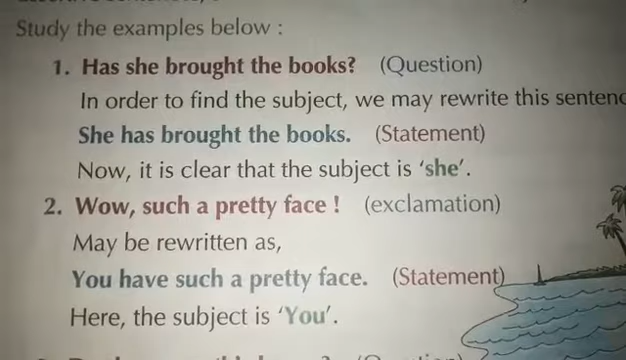 Study the examples below :
1. Has she brought the books? (Question)
In order to find the subject, we may rewrite this sentenc
She has brought the books. (Statement)
Now, it is clear that the subject is ‘she’.
2. Wow, such a pretty face ! (exclamation)
May be rewritten as,
You have such a pretty face. (Statement)
Here, the subject is ‘You’.